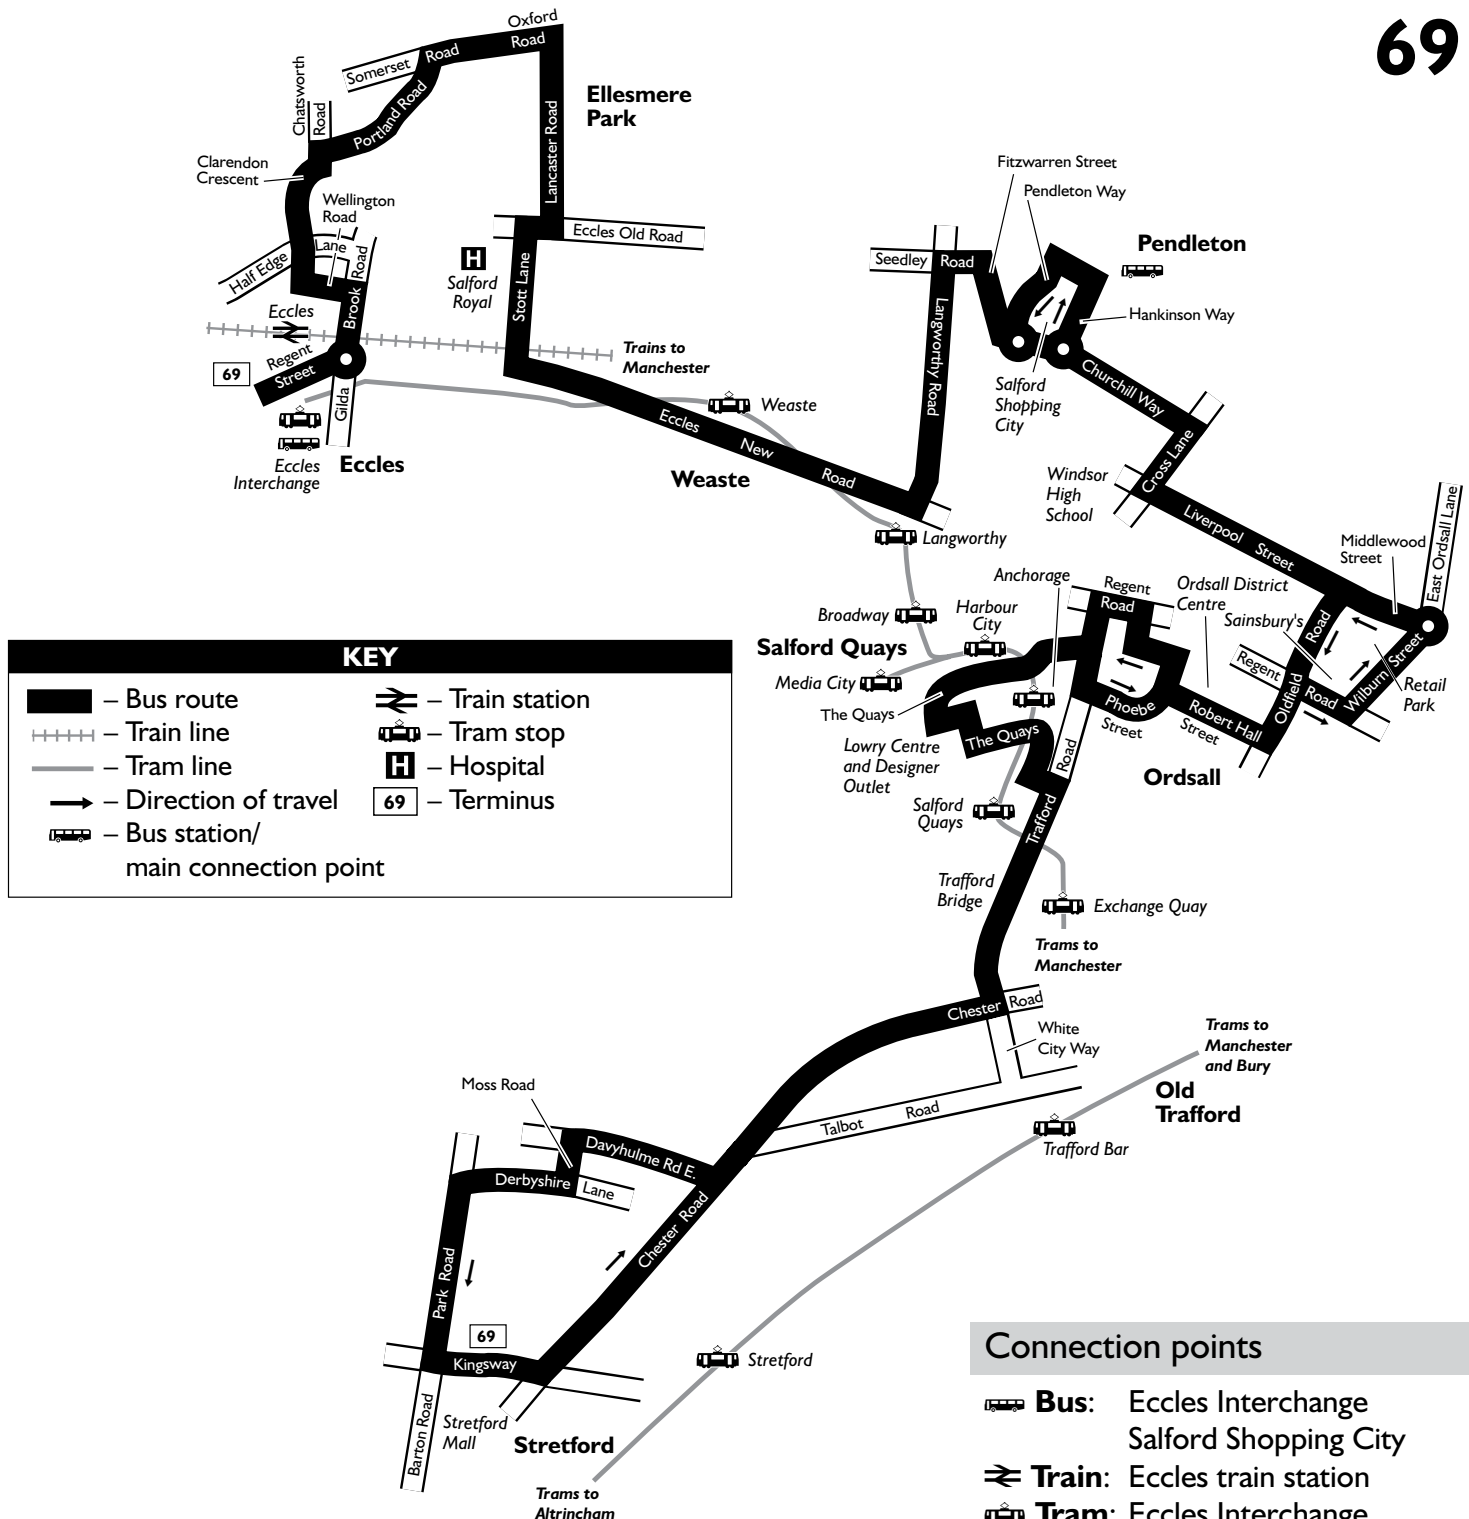 69
Oxford
Road
Road
Somerset
Chatsworth
Road
Portland Road
Lancaster Road
Ellesmere
Park
Clarendon
Crescent
Wellington
Road
Lane
Half Edge
Brook Road
Eccles Old Road
H
Salford
Royal
Stott Lane
Eccles
Regent
Street
69
Gilda
Eccles
Interchange
Eccles
Trains to
Manchester
Weaste
Eccles New Road
Weaste
Fitzwarren Street
Pendleton Way
Pendleton
Seedley
Road
Hankinson Way
Langworthy Road
Salford
Shopping
City
Churchill Way
Cross Lane
Windsor
High
School
Liverpool Street
Middlewood
Street
East Ordsall Lane
Langworthy
Anchorage
Regent
Road
Ordsall District
Centre
Sainsbury's
Road
Broadway
Harbour
City
Salford Quays
Media City
The Quays
The Quays
Lowry Centre
and Designer
Outlet
Phoebe
Street
Robert Hall
Street
Regent
Road
Oldfield
Wilburn Street
Retail
Park
Ordsall
Road
Trafford
Salford
Quays
Trafford
Bridge
Exchange Quay
Trams to
Manchester
KEY
– Bus route
– Train line
– Tram line
– Direction of travel
– Bus station/
main connection point
– Train station
– Tram stop
H – Hospital
69 – Terminus
Chester
Road
White
City Way
Trams to
Manchester
and Bury
Old
Trafford
Talbot Road
Trafford Bar
Moss Road
Davyhulme Rd E.
Derbyshire
Lane
Chester Road
Park Road
69
Kingsway
Barton Road
Stretford
Mall
Stretford
Stretford
Trams to
Altrincham
Connection points
Bus: Eccles Interchange
Salford Shopping City
Train: Eccles train station
Tram: Eccles Interchange